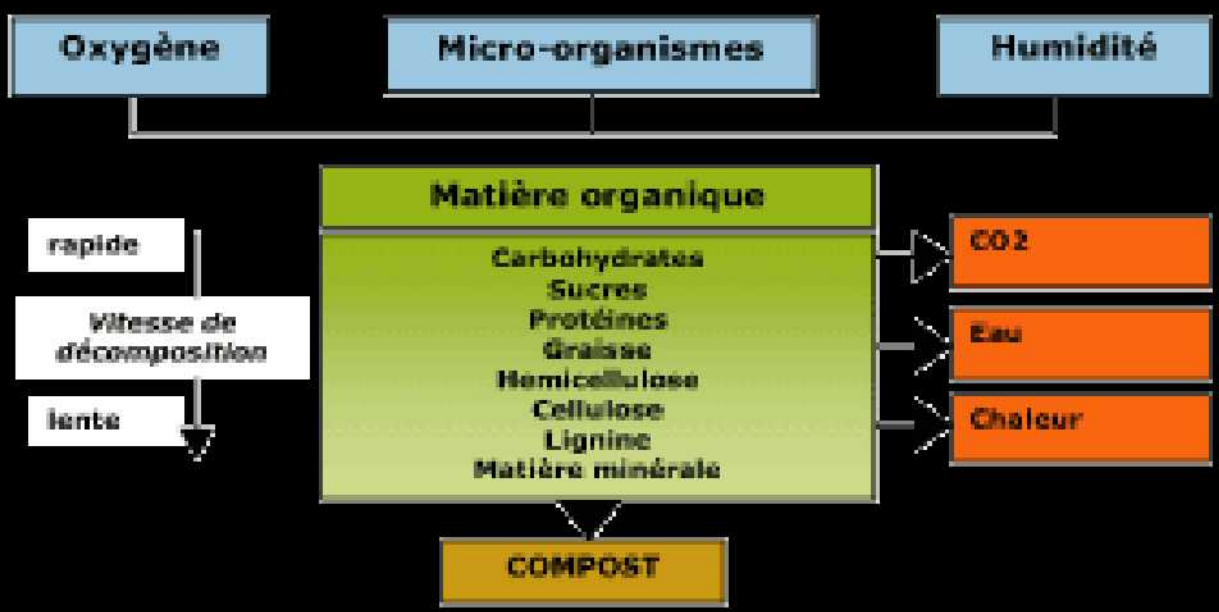 Oxygène
Micro-organismes
Humidité
Matière organique
rapide
Vitesse de
décomposition
lente
Carbohydrates
Sucres
Protéines
Graisse
Hemicellulose
Cellulose
Lignine
Matière minérale
CO2
Eau
Chaleur
COMPOST